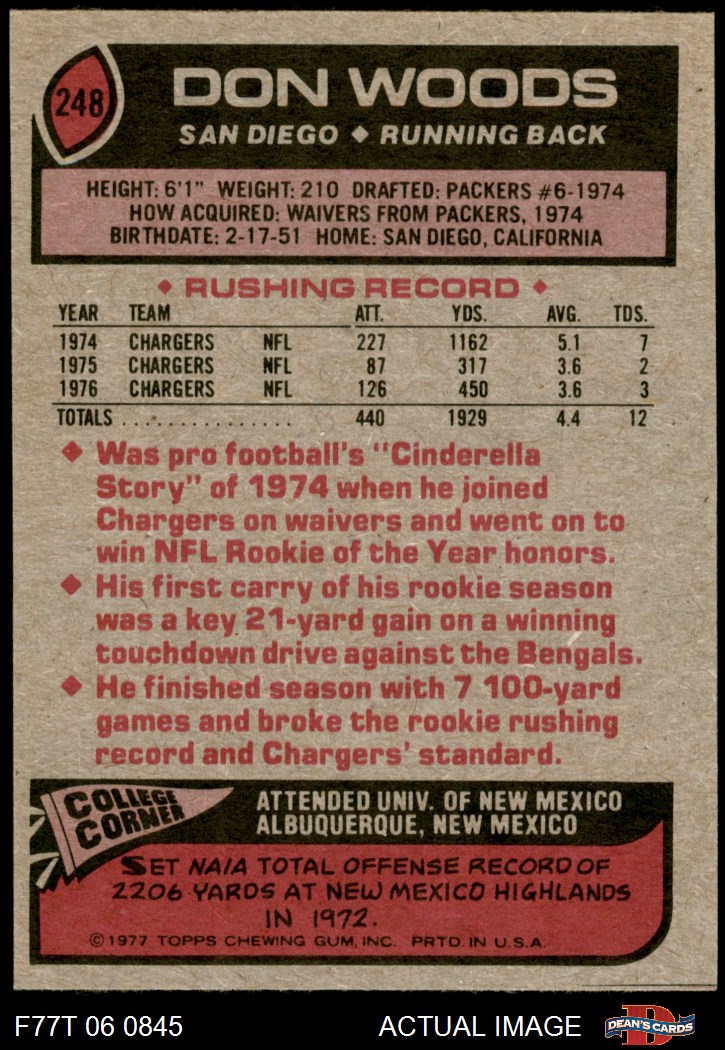 248
DON WOODS
SAN DIEGO ◆ RUNNING BACK
HEIGHT: 6'1" WEIGHT: 210 DRAFTED: PACKERS #6-1974
HOW ACQUIRED: WAIVERS FROM PACKERS, 1974
BIRTHDATE: 2-17-51 HOME: SAN DIEGO, CALIFORNIA
◆ RUSHING RECORD ◆
YEAR TEAM ATT. YDS. AVG. TDS.
1974 CHARGERS NFL 227 1162 5.1 7
1975 CHARGERS NFL 87 317 3.6 2
1976 CHARGERS NFL 126 450 3.6 3
TOTALS .............. 440 1929 4.4 12
◆ Was pro football's "Cinderella
Story" of 1974 when he joined
Chargers on waivers and went on to
win NFL Rookie of the Year honors.
◆ His first carry of his rookie season
was a key 21-yard gain on a winning
touchdown drive against the Bengals.
◆ He finished season with 7 100-yard
games and broke the rookie rushing
record and Chargers' standard.
COLLEGE
CORNER
ATTENDED UNIV. OF NEW MEXICO
ALBUQUERQUE, NEW MEXICO
SET NAIA TOTAL OFFENSE RECORD OF
2206 YARDS AT NEW MEXICO HIGHLANDS
IN 1972.
©1977 TOPPS CHEWING GUM, INC. PRTD. IN U.S.A.
F77T 06 0845 ACTUAL IMAGE
D
DEAN'S CARDS